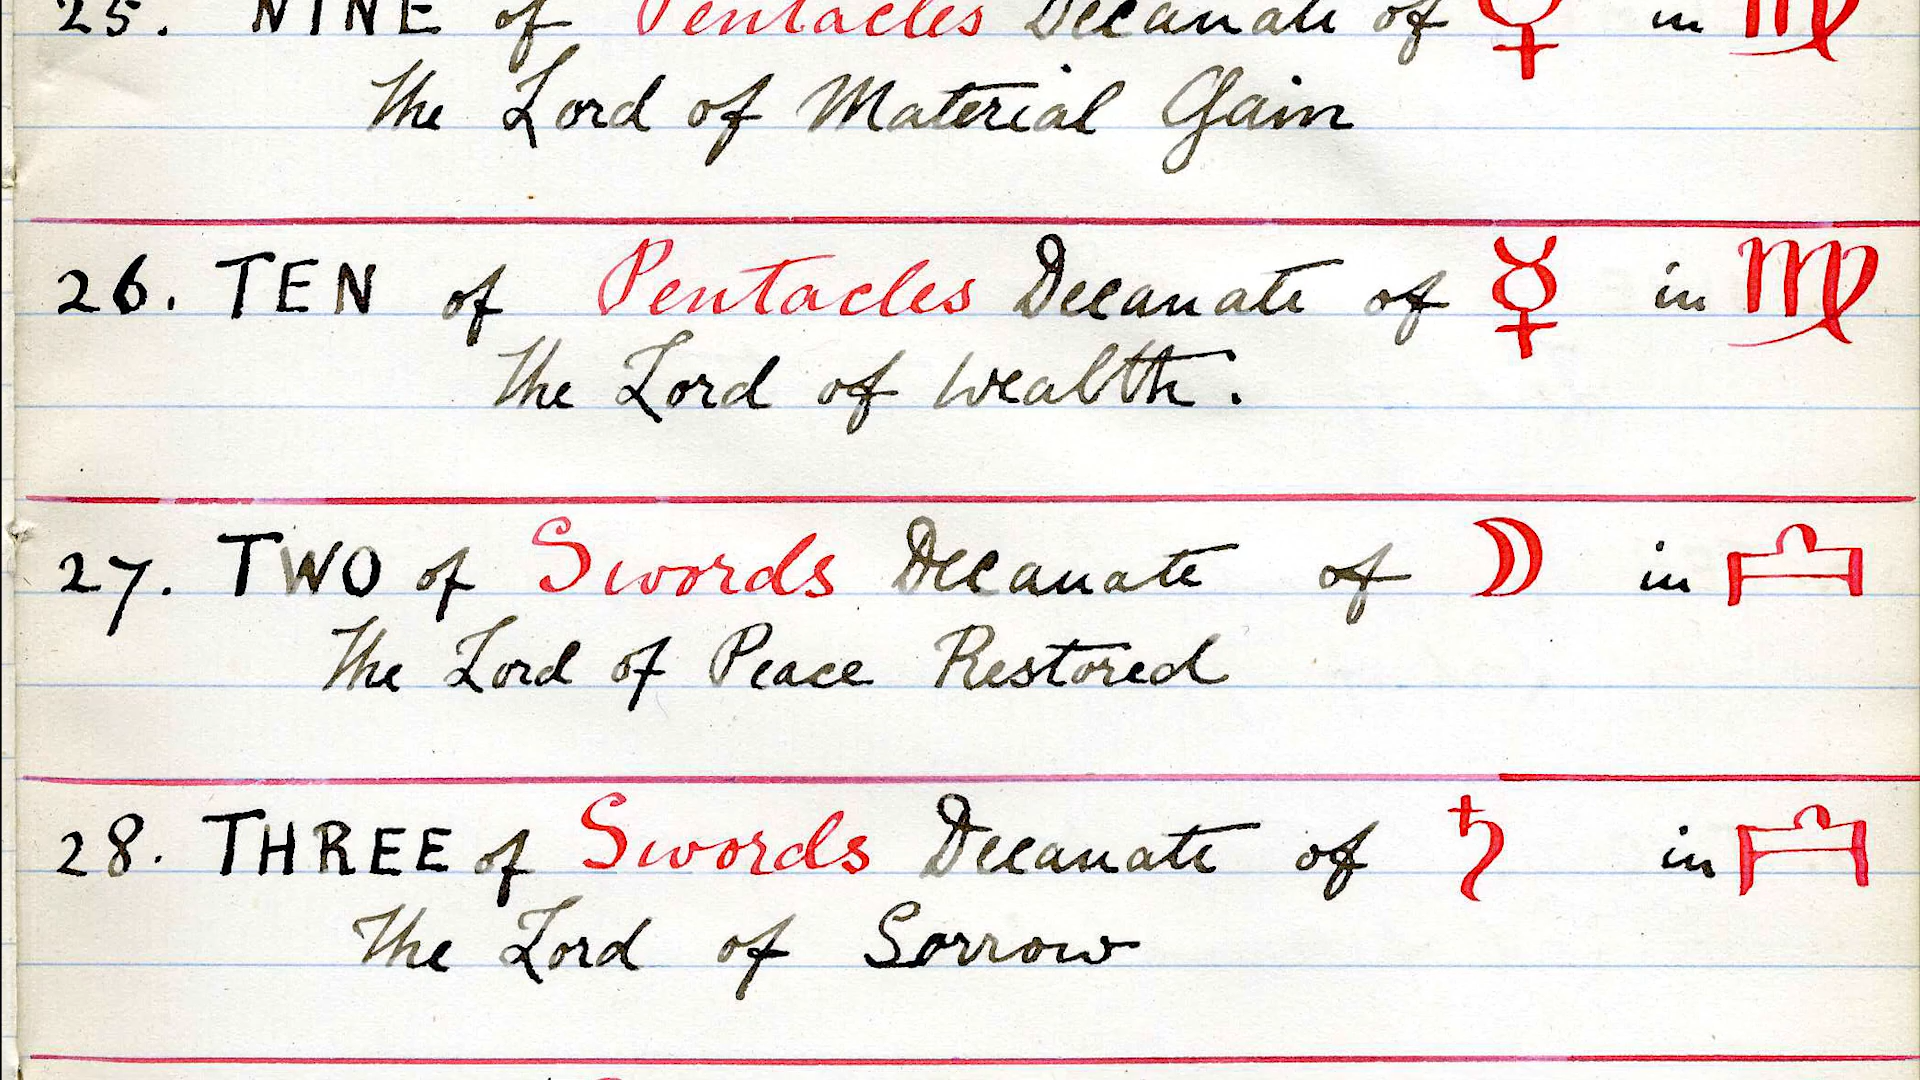 25. NINE of Pentacles Decanate of ☿ in ♍
The Lord of Material Gain
26. TEN of Pentacles Decanate of ☿ in ♍
The Lord of Wealth.
27. TWO of Swords Decanate of ☽ in ♎
The Lord of Peace Restored
28. THREE of Swords Decanate of ♄ in ♎
The Lord of Sorrow